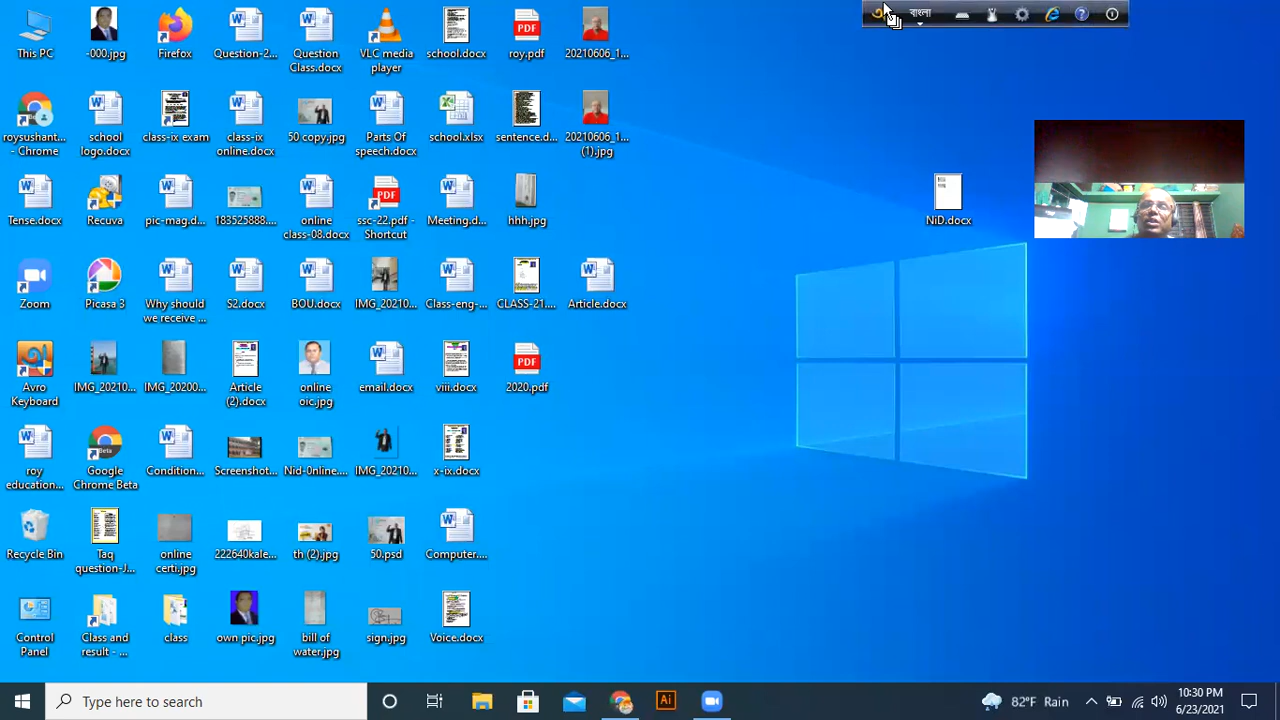 বাংলা
This PC
-000.jpg
Firefox
Question-2...
Question
Class.docx
VLC media
player
school.docx
roy.pdf
20210606_1...
roysushant...
- Chrome
school
logo.docx
class-ix exam
class-ix
online.docx
50 copy.jpg
Parts Of
speech.docx
school.xlsx
sentence.d...
20210606_1...
(1).jpg
Tense.docx
Recuva
pic-mag.d...
183525888....
online
class-08.docx
ssc-22.pdf -
Shortcut
Meeting.d...
hhh.jpg
NiD.docx
Zoom
Picasa 3
Why should
we receive ...
S2.docx
BOU.docx
IMG_20210...
Class-eng-...
CLASS-21....
Article.docx
Avro
Keyboard
IMG_20210...
IMG_20200...
Article
(2).docx
online
oic.jpg
email.docx
viii.docx
2020.pdf
roy
education...
Google
Chrome Beta
Condition...
Screenshot...
Nid-0nline....
IMG_20210...
x-ix.docx
Recycle Bin
Taq
question-J...
online
certi.jpg
222640kale...
th (2).jpg
50.psd
Computer....
Control
Panel
Class and
result - ...
class
own pic.jpg
bill of
water.jpg
sign.jpg
Voice.docx
Type here to search
Ai
82°F Rain
10:30 PM
6/23/2021